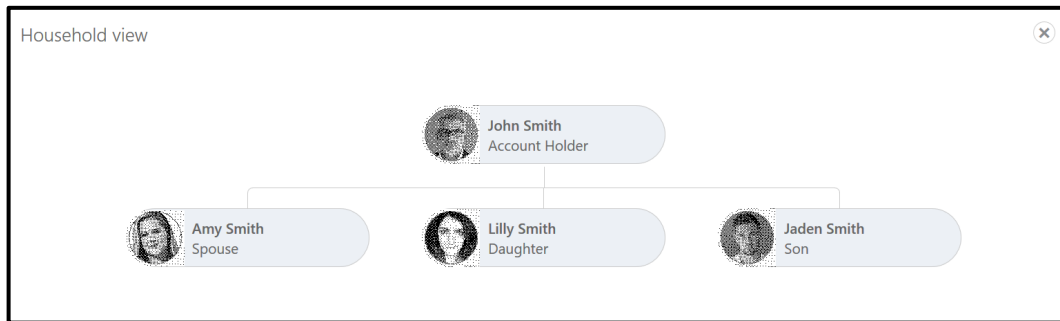 Household view
John Smith
Account Holder
Amy Smith
Spouse
Lilly Smith
Daughter
Jaden Smith
Son